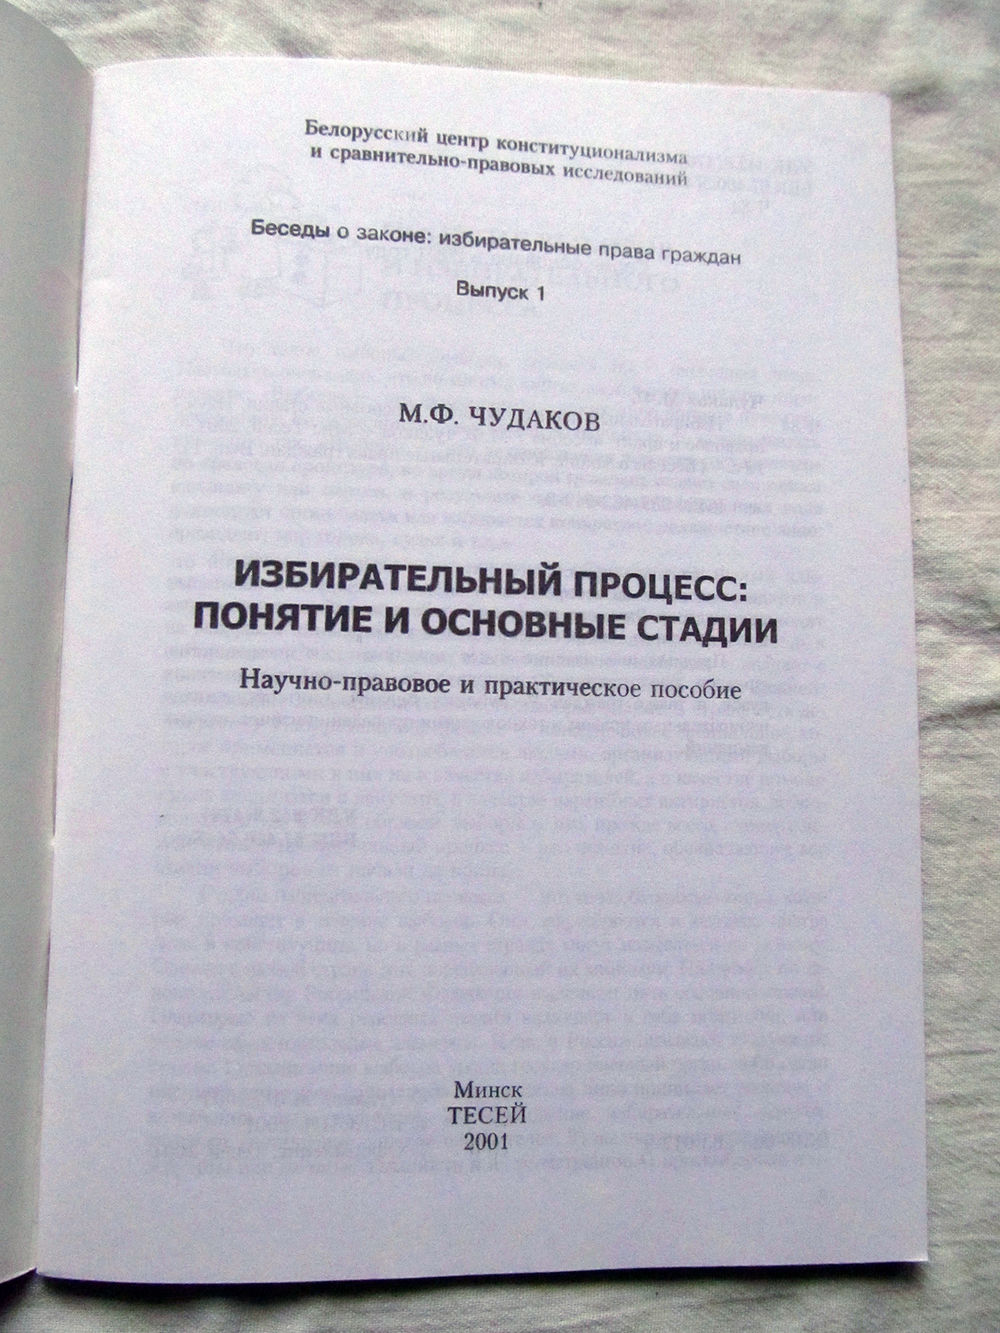 Белорусский центр конституционализма
и сравнительно-правовых исследований
Беседы о законе: избирательные права граждан
Выпуск 1
М.Ф. ЧУДАКОВ
ИЗБИРАТЕЛЬНЫЙ ПРОЦЕСС:
ПОНЯТИЕ И ОСНОВНЫЕ СТАДИИ
Научно-правовое и практическое пособие
Минск
ТЕСЕЙ
2001